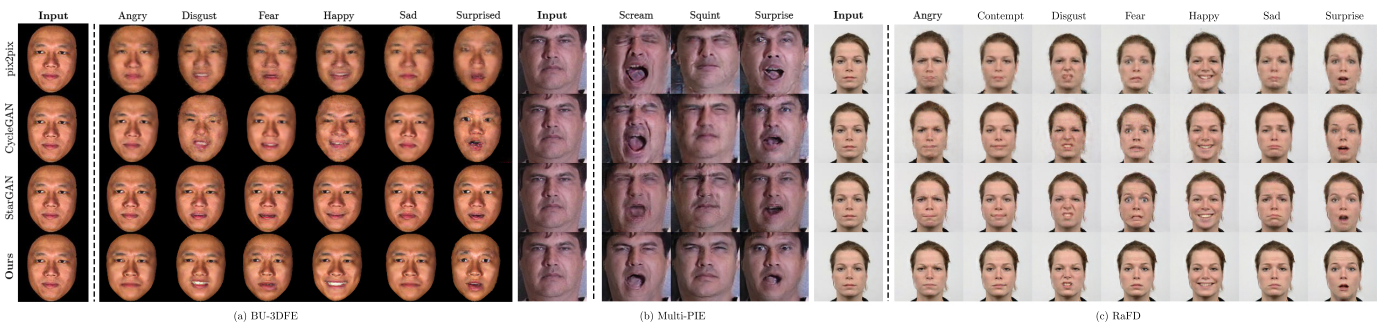 Input Angry Disgust Fear Happy Sad Surprised Input Scream Squint Surprise Input Angry Contempt Disgust Fear Happy Sad Surprise
pix2pix
CycleGAN
StarGAN
Ours
(a) BU-3DFE (b) Multi-PIE (c) RaFD